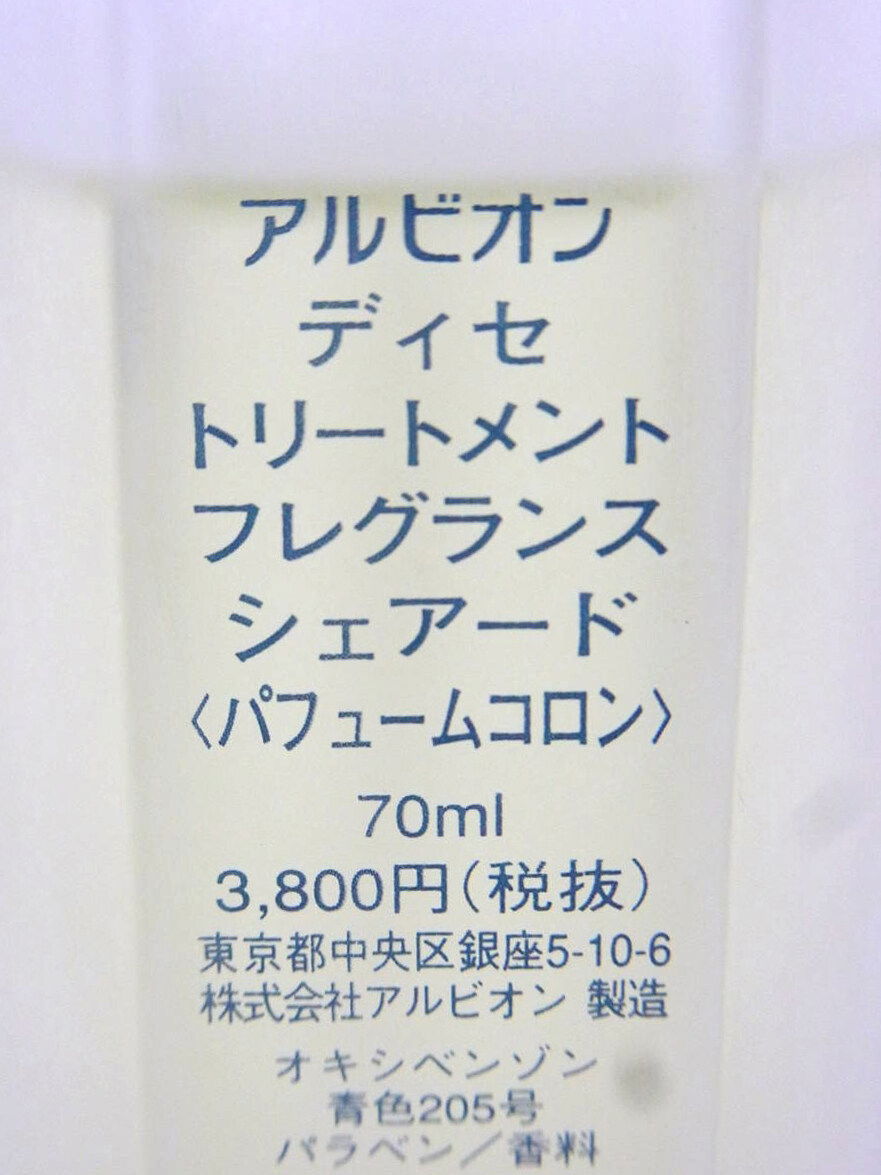 アルビオン
ディセ
トリートメント
フレグランス
シェアード
〈パフュームコロン〉
70ml
3,800円(税抜)
東京都中央区銀座5-10-6
株式会社アルビオン 製造
オキシベンゾン
青色205号
パラベン/香料